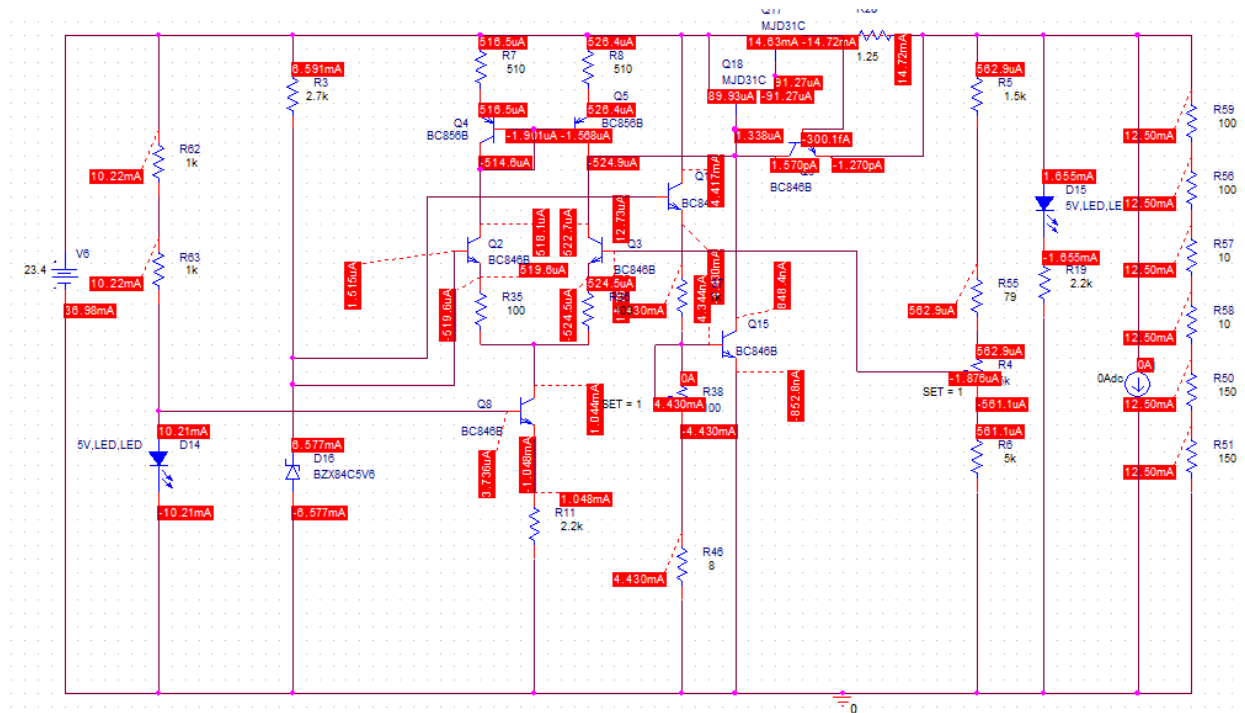 MJD31C
516.5uA
526.4uA
14.63mA
-14.72mA
R7
510
R8
510
1.25
14.72mA
6.591mA
R3
2.7k
Q18
MJD31C
562.9uA
R5
1.5k
91.27uA
89.93uA
-91.27uA
516.5uA
526.4uA
Q5
Q4
BC856B
BC856B
-1.901uA
-1.568uA
1.338uA
-300.1fA
R59
100
12.50mA
R62
1k
-514.6uA
-524.9uA
1.570pA
-1.270pA
BC846B
10.22mA
4.417mA
1.655mA
D15
5V,LED,LE
R56
100
12.50mA
518.1uA
522.7uA
12.73uA
Q2
BC846B
Q3
BC846B
R57
10
12.50mA
V6
23.4
R63
1k
10.22mA
36.98mA
1.515uA
519.6uA
-519.6uA
524.5uA
-524.5uA
R35
100
4.344nA
848.4nA
-1.655mA
R19
2.2k
R55
79
562.9uA
R58
10
12.50mA
Q15
BC846B
562.9uA
R4
-1.876uA
SET = 1
-561.1uA
0A
0Adc
R50
150
12.50mA
0A
R38
4.430mA
-4.430mA
-852.8nA
Q8
BC846B
1.044mA
SET = 1
10.21mA
5V,LED,LED
D14
6.577mA
D16
BZX84C5V6
3.736uA
-1.048mA
561.1uA
R6
5k
R51
150
12.50mA
-10.21mA
-6.577mA
1.048mA
R11
2.2k
R46
8
4.430mA
0